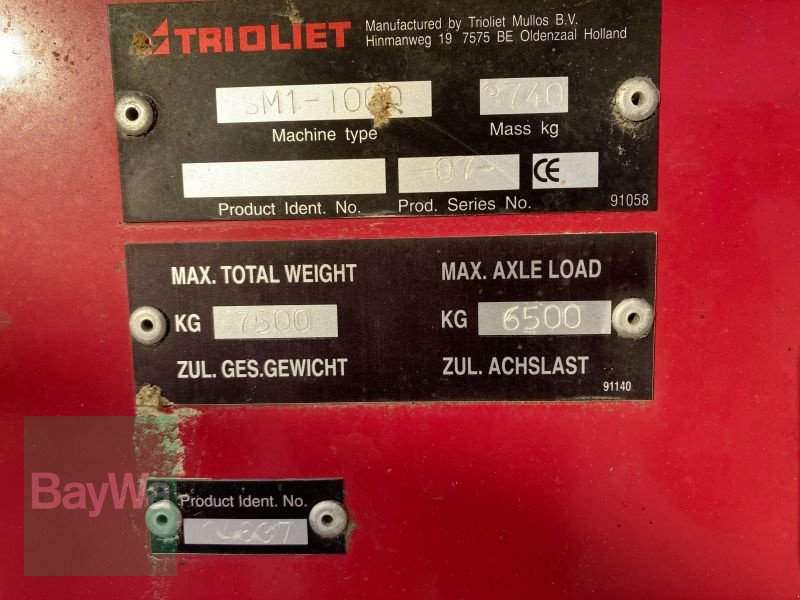 TRIOLIET
Manufactured by Trioliet Mullos B.V.
Hinmanweg 19 7575 BE Oldenzaal Holland
Machine type
Mass kg
-07-
CE
Product Ident. No.
Prod. Series No.
91058
MAX. TOTAL WEIGHT
MAX. AXLE LOAD
KG 7500
KG 6500
ZUL. GES.GEWICHT
ZUL. ACHSLAST
91140
BayWa
Product Ident. No.